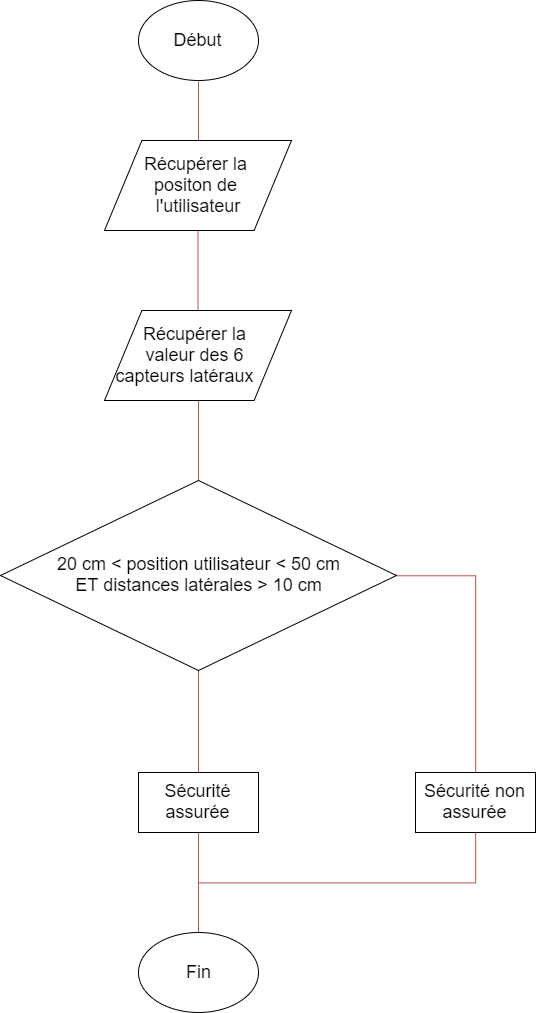 Début
Récupérer la
positon de
l'utilisateur
Récupérer la
valeur des 6
capteurs latéraux
20 cm < position utilisateur < 50 cm
ET distances latérales > 10 cm
Sécurité
assurée
Sécurité non
assurée
Fin